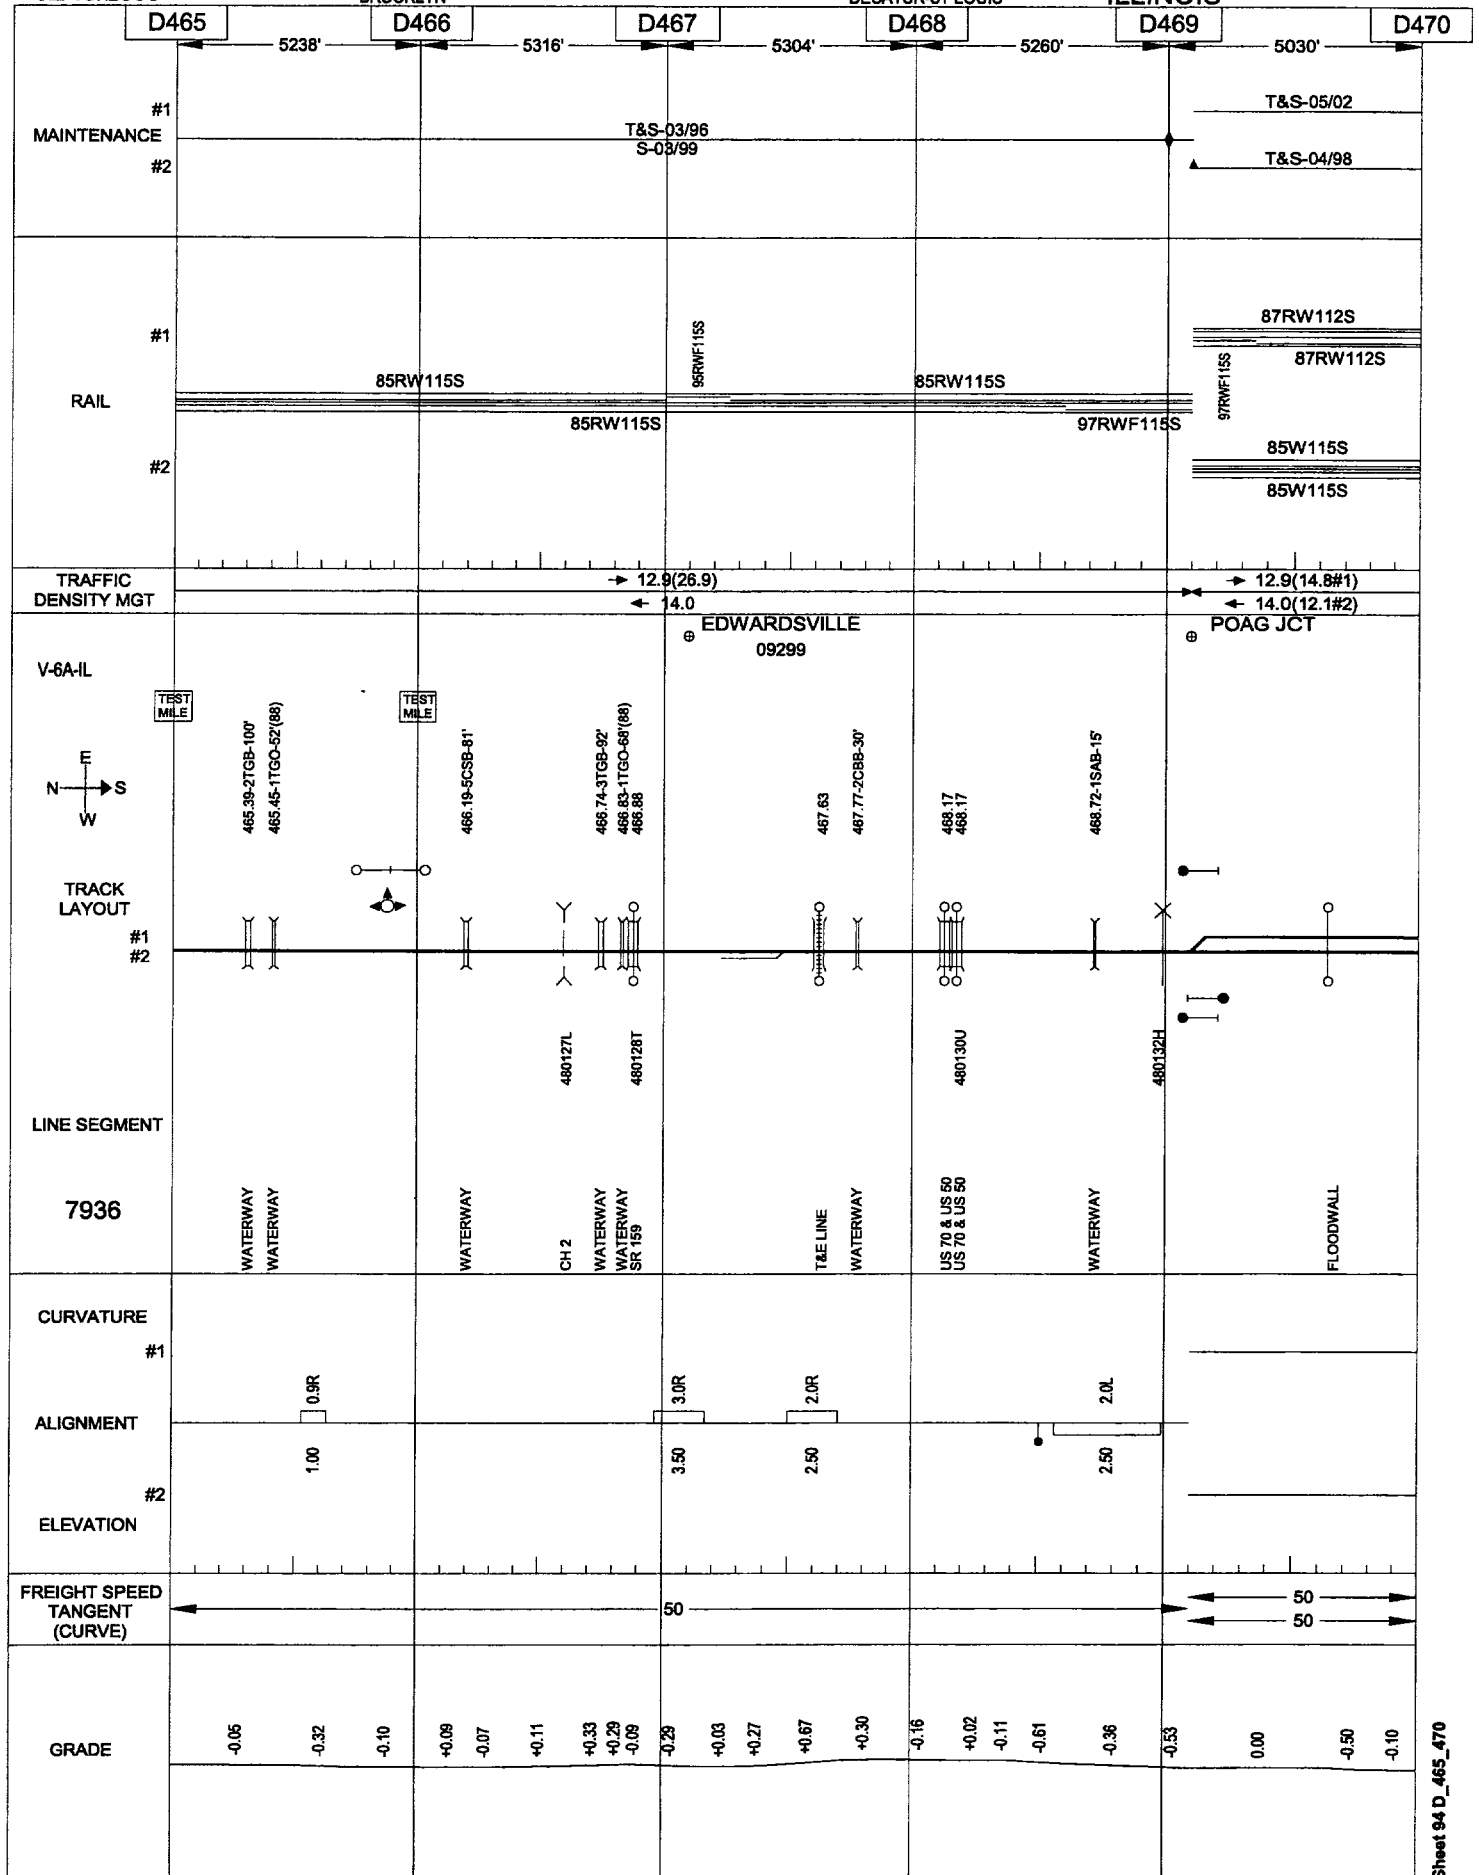 ILLINOIS
D465 D466 D467 D468 D469 D470
5238' 5316' 5304' 5260' 5030'
#1
MAINTENANCE
#2
T&S-03/96
S-03/99
T&S-05/02
T&S-04/98
#1
RAIL
#2
85RW115S
85RW115S
95RWF115S
85RW115S
97RWF115S
87RW112S
87RW112S
97RWF115S
85W115S
85W115S
TRAFFIC
DENSITY MGT
12.9(26.9)
14.0
12.9(14.8#1)
14.0(12.1#2)
EDWARDSVILLE
09299
POAG JCT
V-6A-IL
TEST
MILE
TEST
MILE
E
N S
W
465.39-2TGB-100'
465.45-1TGO-52'(88)
466.19-5CSB-81'
466.74-3TGB-92'
466.83-1TGO-68'(88)
466.88
467.63
467.77-2CBB-30'
468.17
468.17
468.72-1SAB-15'
TRACK
LAYOUT
#1
#2
480127L
480128T
480130U
480132H
LINE SEGMENT
7936
WATERWAY
WATERWAY
WATERWAY
CH 2
WATERWAY
WATERWAY
SR 159
T&E LINE
WATERWAY
US 70 & US 50
US 70 & US 50
WATERWAY
FLOODWALL
CURVATURE
#1
ALIGNMENT
#2
ELEVATION
0.9R
1.00
3.0R
3.50
2.0R
2.50
2.0L
2.50
FREIGHT SPEED
TANGENT
(CURVE)
50
50
50
GRADE
-0.05
-0.32
-0.10
+0.09
-0.07
+0.11
+0.33
+0.29
-0.09
-0.29
+0.03
+0.27
+0.67
+0.30
-0.16
+0.02
-0.11
-0.61
-0.36
-0.53
0.00
-0.50
-0.10
Sheet 94 D_465_470